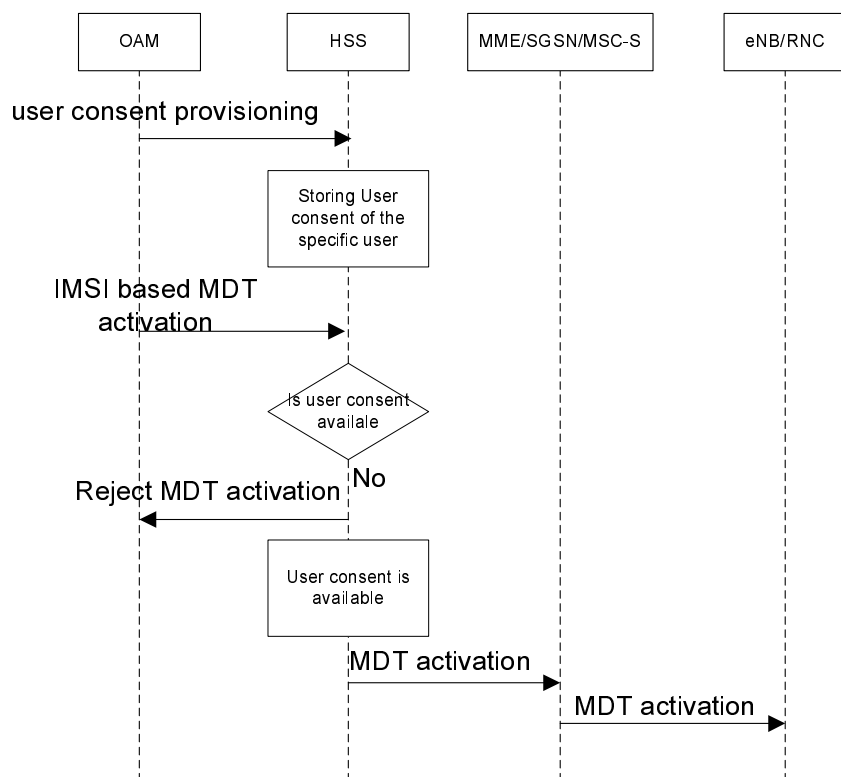 OAM
HSS
MME/SGSN/MSC-S
eNB/RNC
user consent provisioning
Storing User
consent of the
specific user
IMSI based MDT
activation
Is user consent
availale
No
Reject MDT activation
User consent is
available
MDT activation
MDT activation